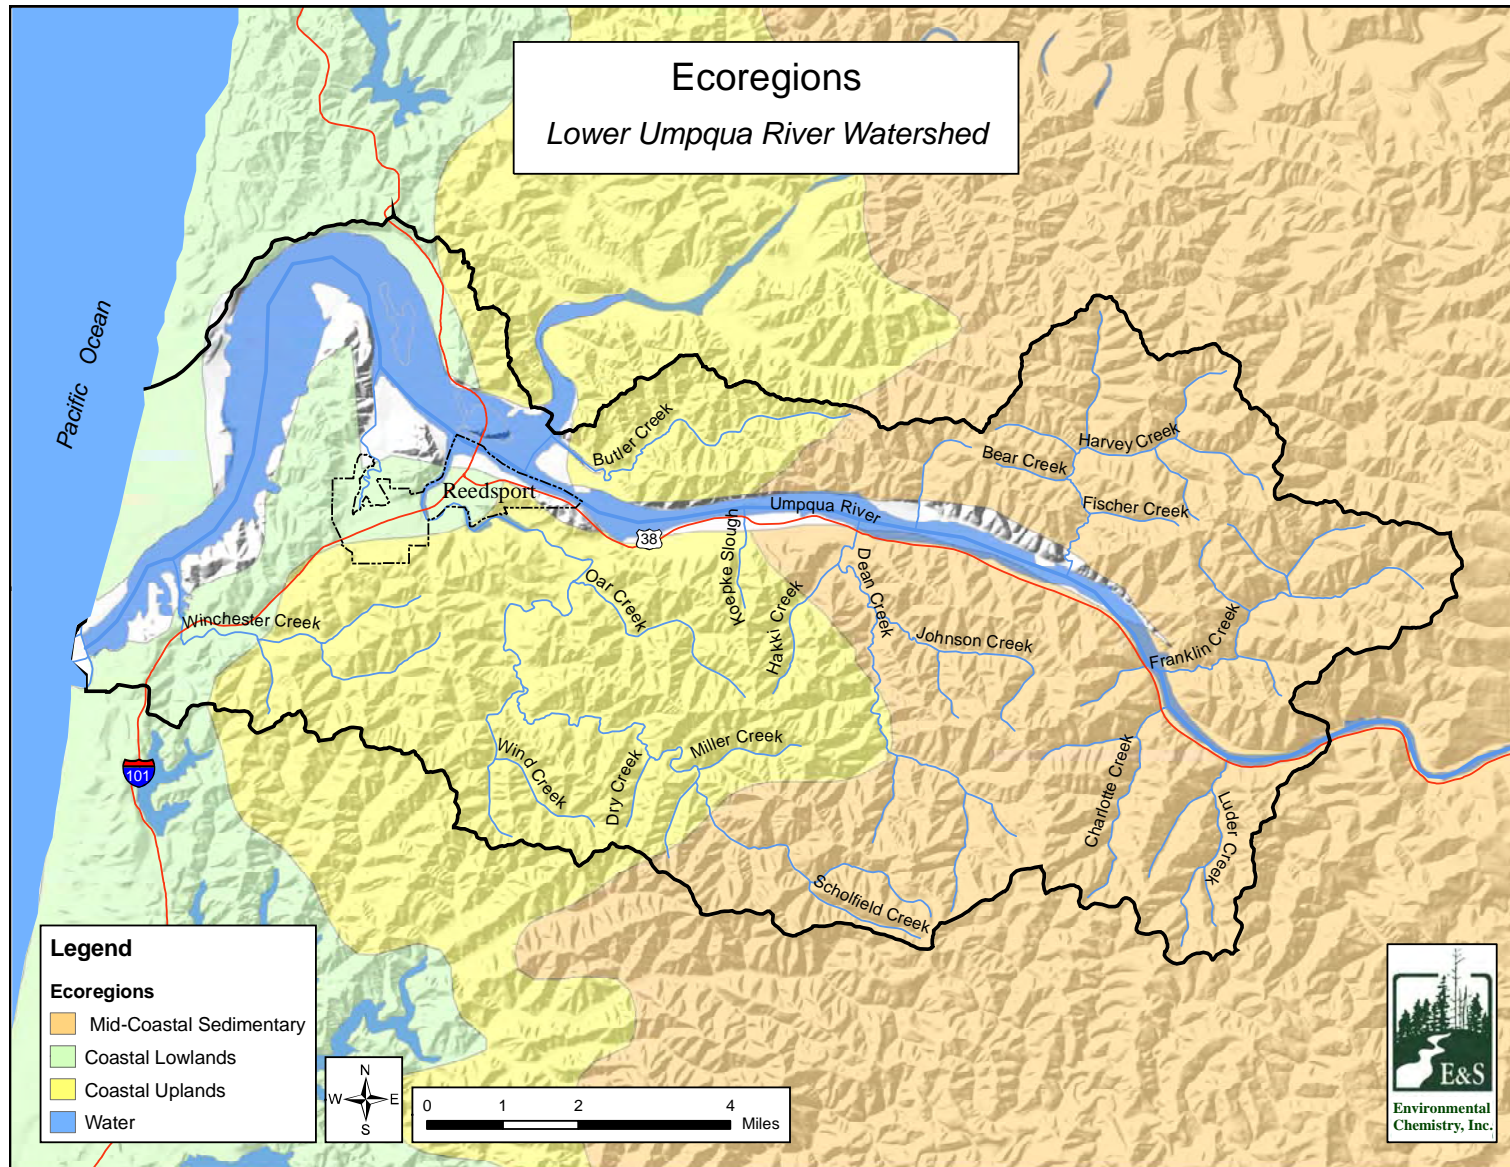 Ecoregions
Lower Umpqua River Watershed
Pacific Ocean
Butler Creek
Harvey Creek
Bear Creek
Fischer Creek
Reedsport
Umpqua River
38
Koepke Slough
Oar Creek
Hakki Creek
Dean Creek
Johnson Creek
Franklin Creek
Winchester Creek
Wind Creek
Dry Creek
Miller Creek
Charlotte Creek
Luder Creek
101
Scholfield Creek
Legend
Ecoregions
Mid-Coastal Sedimentary
Coastal Lowlands
Coastal Uplands
Water
N
W E
S
0 1 2 4
Miles
E&S
Environmental
Chemistry, Inc.